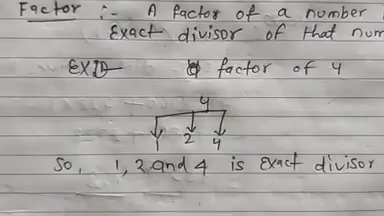 Factor :- A factor of a number
Exact divisor of that num
factor of 4
4
1 2 4
So, 1, 2 and 4 is Exact divisor